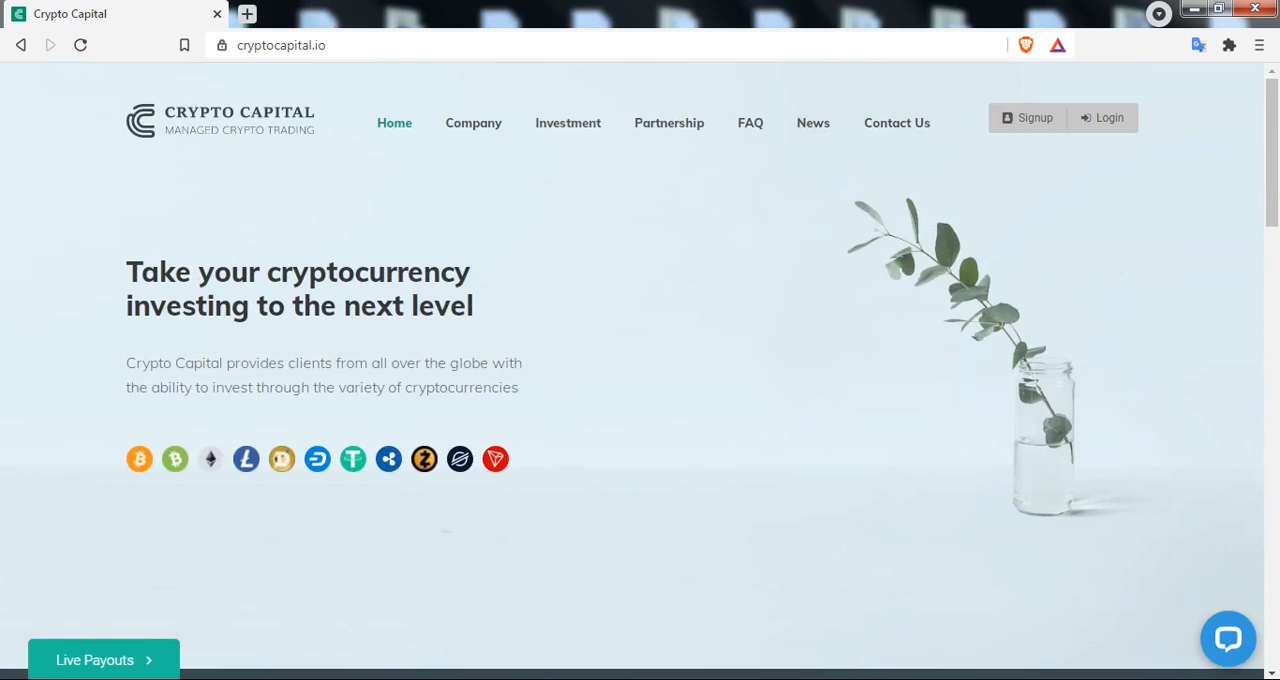 Crypto Capital
cryptocapital.io
CRYPTO CAPITAL
MANAGED CRYPTO TRADING
Home Company Investment Partnership FAQ News Contact Us
Signup Login
Take your cryptocurrency
investing to the next level
Crypto Capital provides clients from all over the globe with
the ability to invest through the variety of cryptocurrencies
Live Payouts